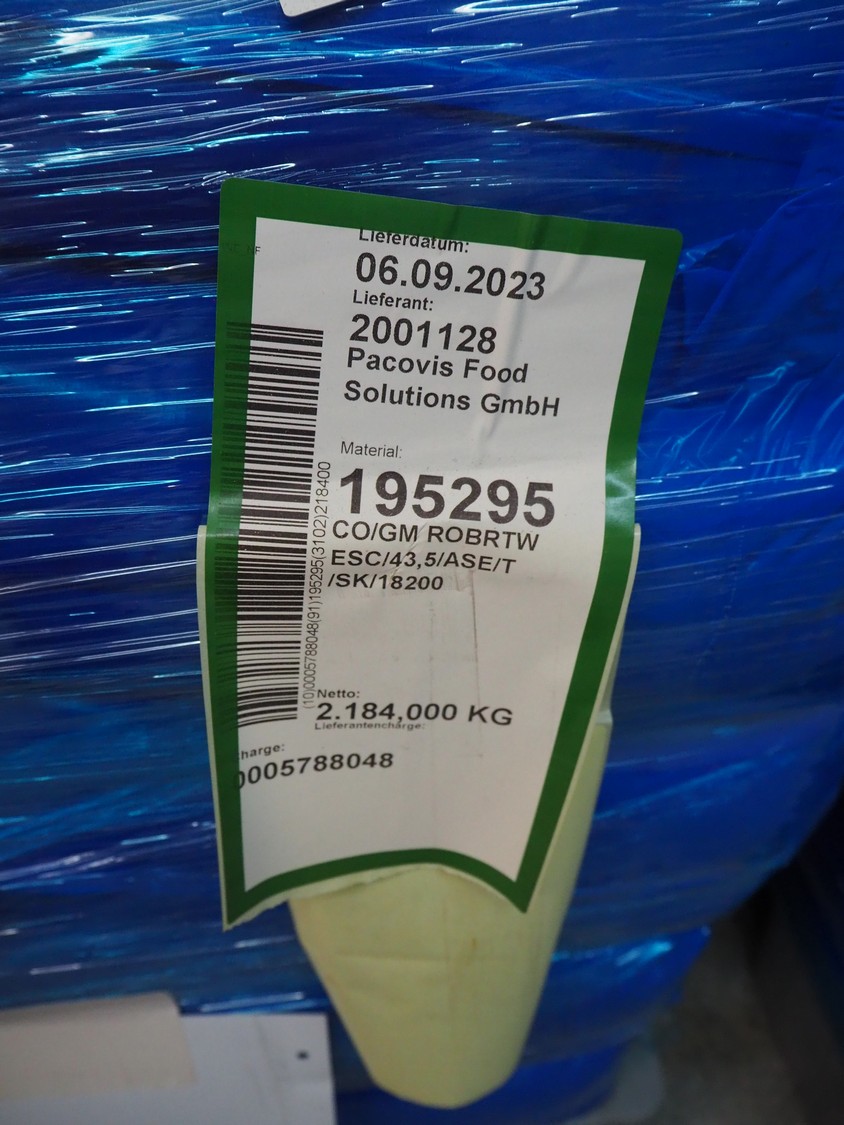 Lieferdatum:
06.09.2023
Lieferant:
2001128
Pacovis Food
Solutions GmbH
Material:
195295
CO/GM ROBRTW
ESC/43,5/ASE/T
/SK/18200
(10)0005788048(91)195295(3102)218400
Netto:
2.184,000 KG
Lieferantencharge:
harge:
0005788048